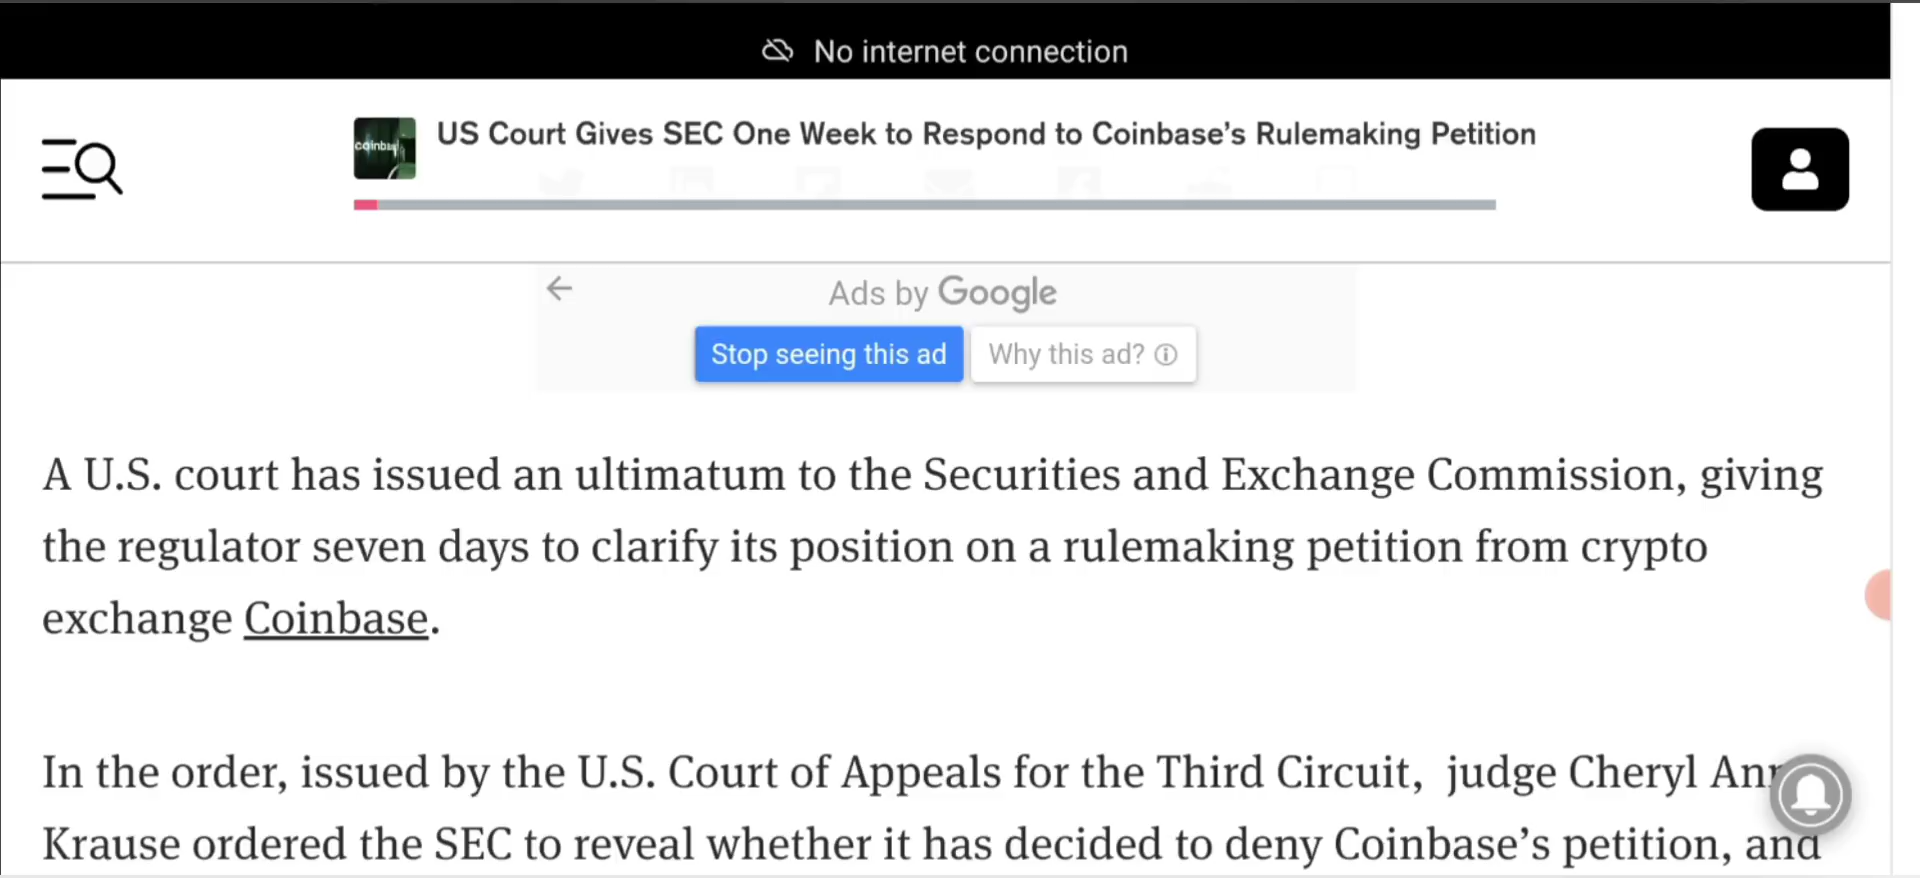 No internet connection
US Court Gives SEC One Week to Respond to Coinbase's Rulemaking Petition
Ads by Google
Stop seeing this ad
Why this ad?
A U.S. court has issued an ultimatum to the Securities and Exchange Commission, giving
the regulator seven days to clarify its position on a rulemaking petition from crypto
exchange Coinbase.
In the order, issued by the U.S. Court of Appeals for the Third Circuit, judge Cheryl
Krause ordered the SEC to reveal whether it has decided to deny Coinbase's petition, and